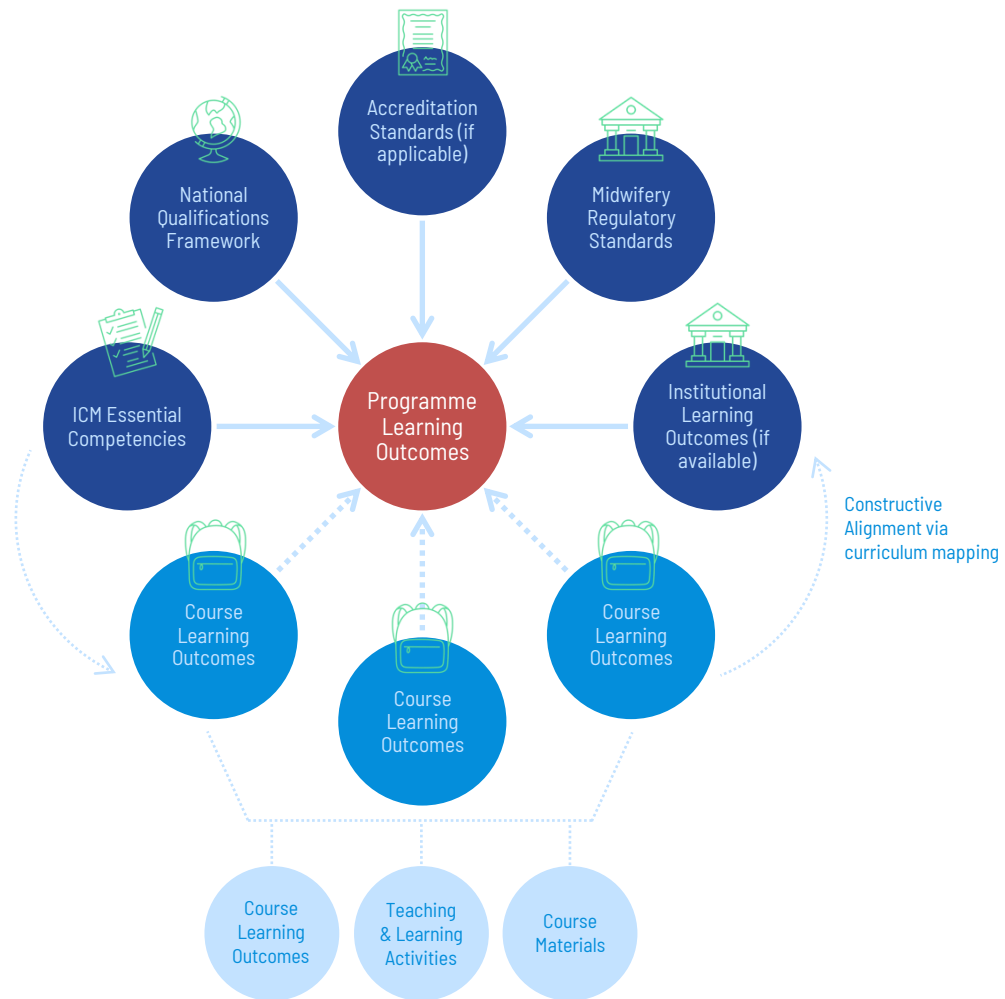 Accreditation
Standards (if
applicable)
National
Qualifications
Framework
Midwifery
Regulatory
Standards
ICM Essential
Competencies
Programme
Learning
Outcomes
Institutional
Learning
Outcomes (if
available)
Constructive
Alignment via
curriculum mapping
Course
Learning
Outcomes
Course
Learning
Outcomes
Course
Learning
Outcomes
Course
Learning
Outcomes
Teaching
& Learning
Activities
Course
Materials